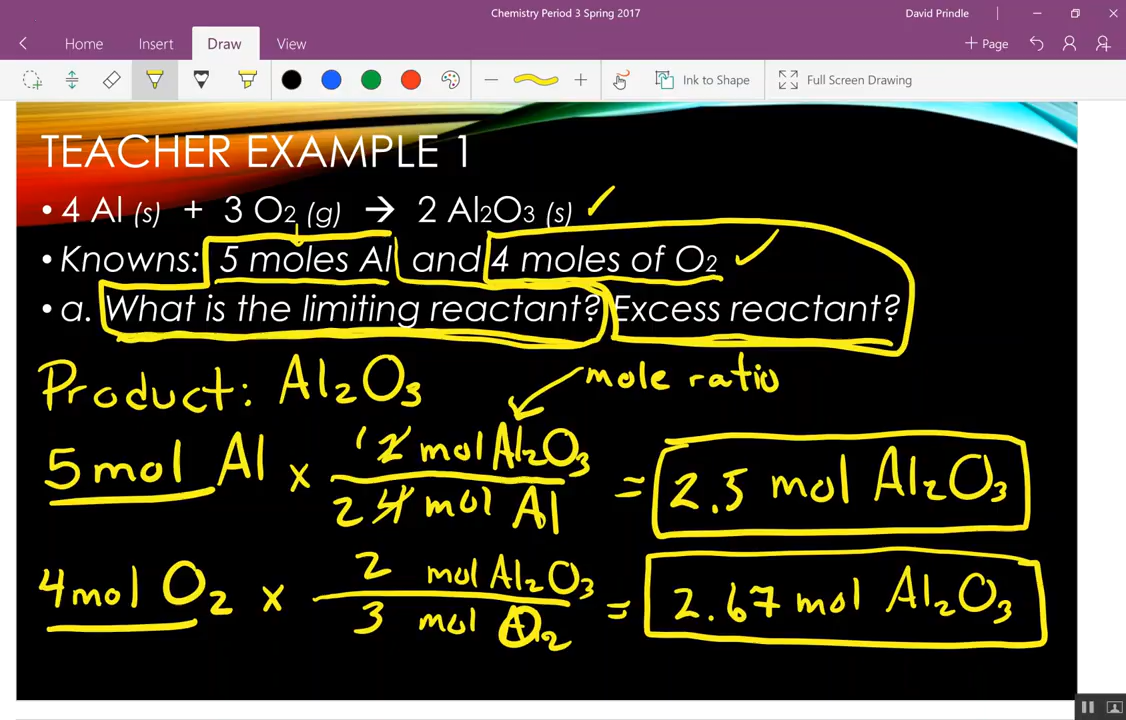 Chemistry Period 3 Spring 2017
David Prindle
Home Insert Draw View
+ Page
Ink to Shape
Full Screen Drawing
TEACHER EXAMPLE 1
• 4 Al (s) + 3 O₂ (g) → 2 Al₂O₃ (s) ✓
• Knowns: 5 moles Al and 4 moles of O₂ ✓
• a. What is the limiting reactant? Excess reactant?
Product: Al₂O₃
mole ratio
5 mol Al x 1 2 mol Al₂O₃ / 2 4 mol Al = 2.5 mol Al₂O₃
4 mol O₂ x 2 mol Al₂O₃ / 3 mol O₂ = 2.67 mol Al₂O₃